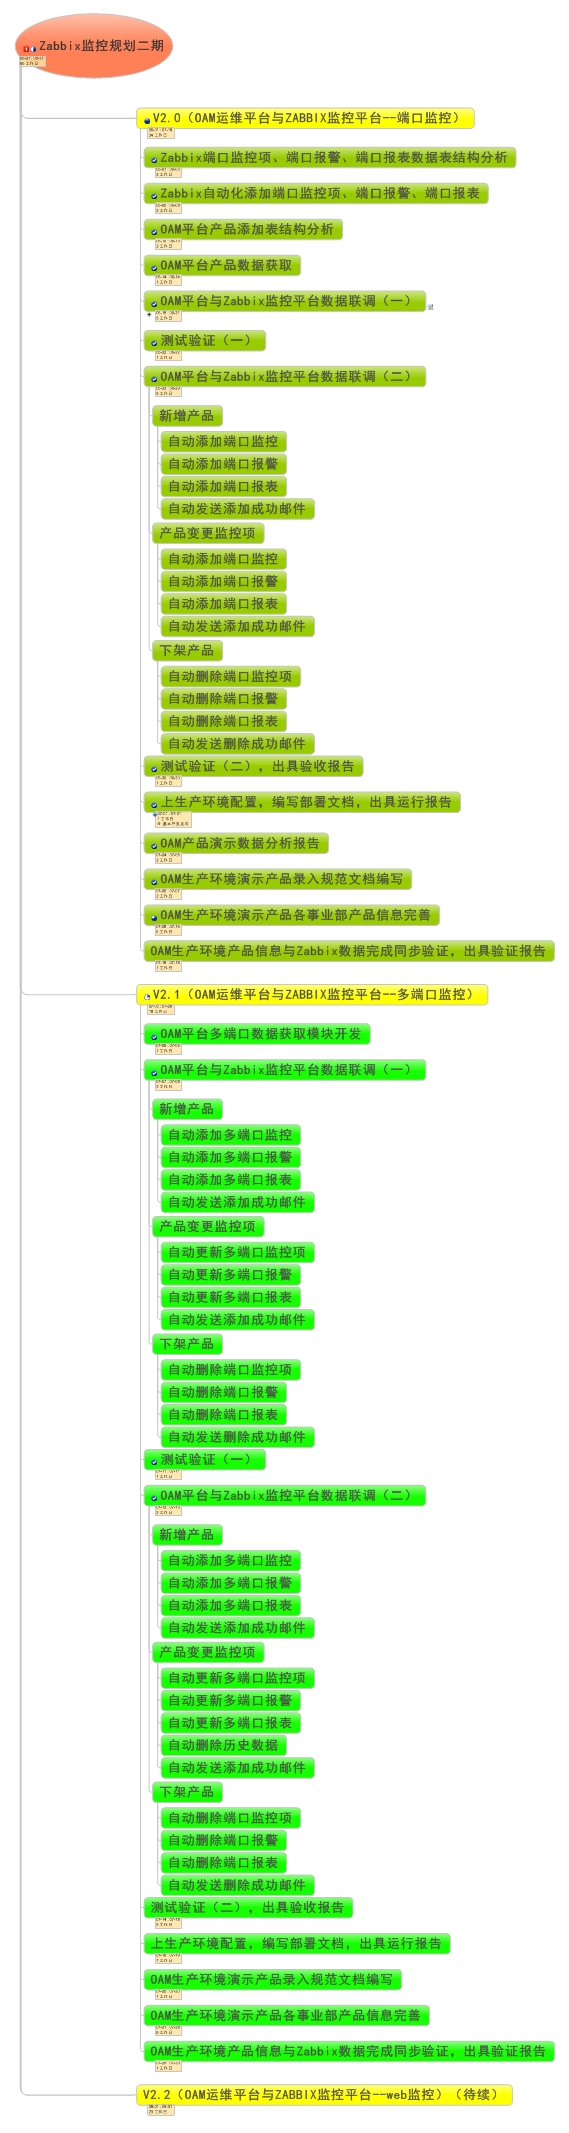 Zabbix监控规划二期
V2.0（OAM运维平台与ZABBIX监控平台--端口监控）
Zabbix端口监控项、端口报警、端口报表数据表结构分析
Zabbix自动化添加端口监控项、端口报警、端口报表
OAM平台产品添加表结构分析
OAM平台产品数据获取
OAM平台与Zabbix监控平台数据联调（一）
测试验证（一）
OAM平台与Zabbix监控平台数据联调（二）
新增产品
自动添加端口监控
自动添加端口报警
自动添加端口报表
自动发送添加成功邮件
产品变更监控项
自动添加端口监控
自动添加端口报警
自动添加端口报表
自动发送添加成功邮件
下架产品
自动删除端口监控项
自动删除端口报警
自动删除端口报表
自动发送删除成功邮件
测试验证（二），出具验收报告
上生产环境配置，编写部署文档，出具运行报告
OAM产品演示数据分析报告
OAM生产环境演示产品录入规范文档编写
OAM生产环境演示产品各事业部产品信息完善
OAM生产环境产品信息与Zabbix数据完成同步验证，出具验证报告
V2.1（OAM运维平台与ZABBIX监控平台--多端口监控）
OAM平台多端口数据获取模块开发
OAM平台与Zabbix监控平台数据联调（一）
新增产品
自动添加多端口监控
自动添加多端口报警
自动添加多端口报表
自动发送添加成功邮件
产品变更监控项
自动更新多端口监控项
自动更新多端口报警
自动更新多端口报表
自动发送添加成功邮件
下架产品
自动删除端口监控项
自动删除端口报警
自动删除端口报表
自动发送删除成功邮件
测试验证（一）
OAM平台与Zabbix监控平台数据联调（二）
新增产品
自动添加多端口监控
自动添加多端口报警
自动添加多端口报表
自动发送添加成功邮件
产品变更监控项
自动更新多端口监控项
自动更新多端口报警
自动更新多端口报表
自动删除历史数据
自动发送添加成功邮件
下架产品
自动删除端口监控项
自动删除端口报警
自动删除端口报表
自动发送删除成功邮件
测试验证（二），出具验收报告
上生产环境配置，编写部署文档，出具运行报告
OAM生产环境演示产品录入规范文档编写
OAM生产环境演示产品各事业部产品信息完善
OAM生产环境产品信息与Zabbix数据完成同步验证，出具验证报告
V2.2（OAM运维平台与ZABBIX监控平台--web监控）（待续）